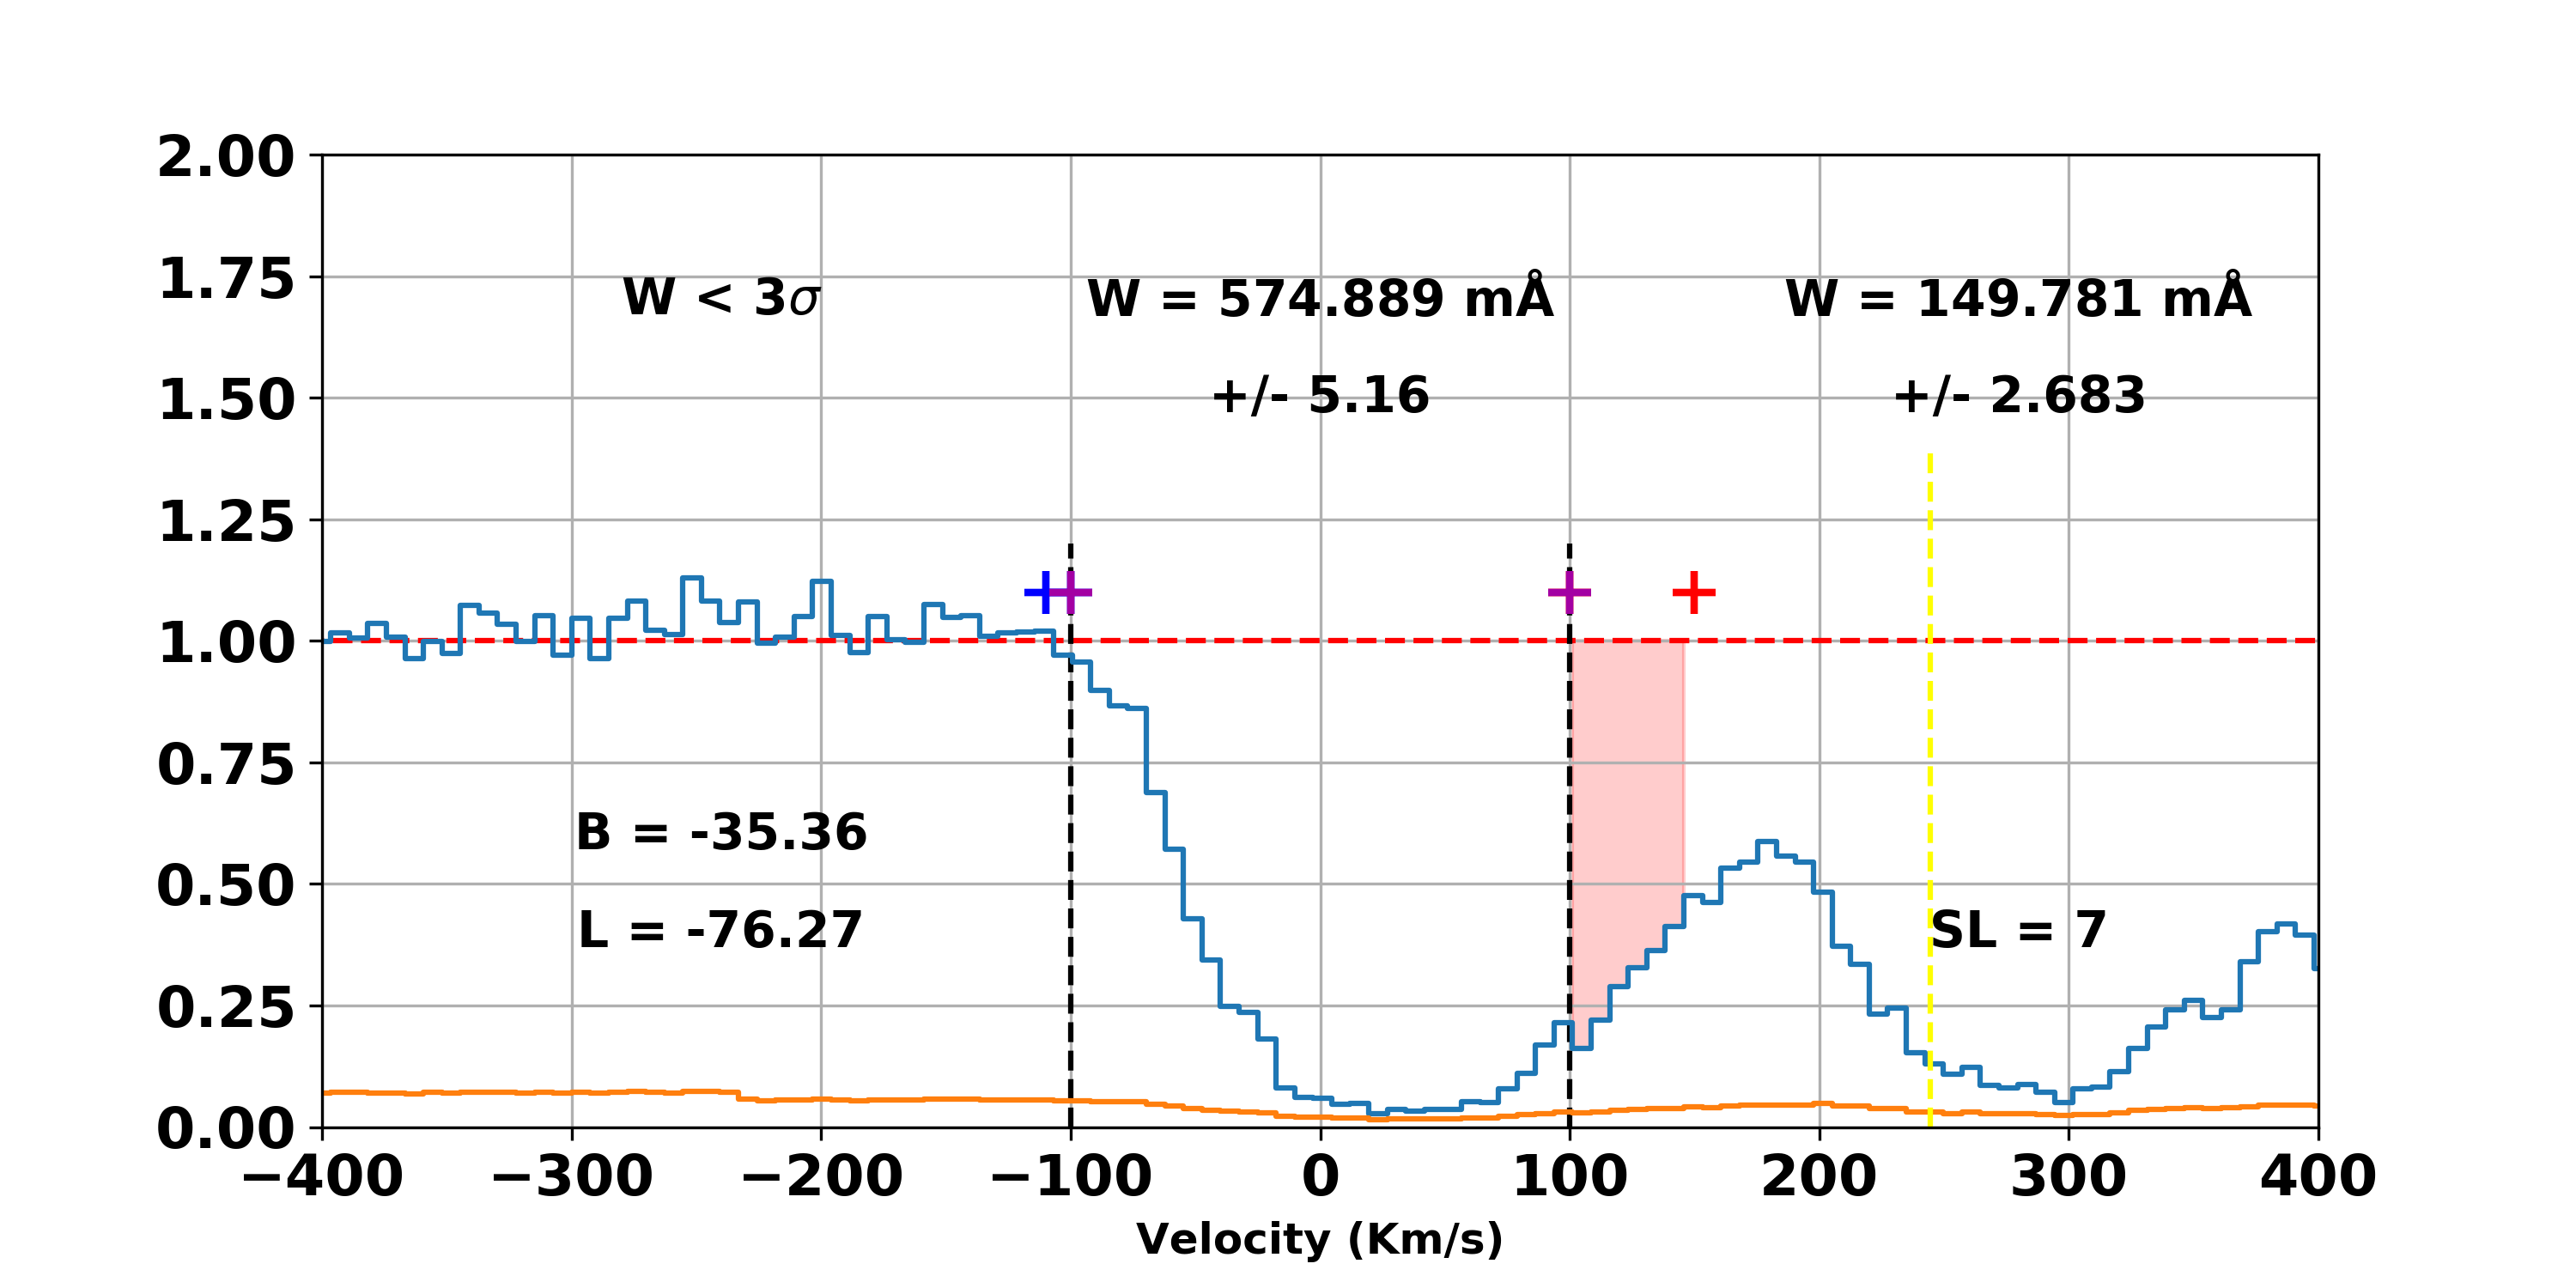 2.00
1.75
1.50
1.25
1.00
0.75
0.50
0.25
0.00
W < 3σ
W = 574.889 mÅ
+/- 5.16
W = 149.781 mÅ
+/- 2.683
B = -35.36
L = -76.27
SL = 7
−400 −300 −200 −100 0 100 200 300 400
Velocity (Km/s)